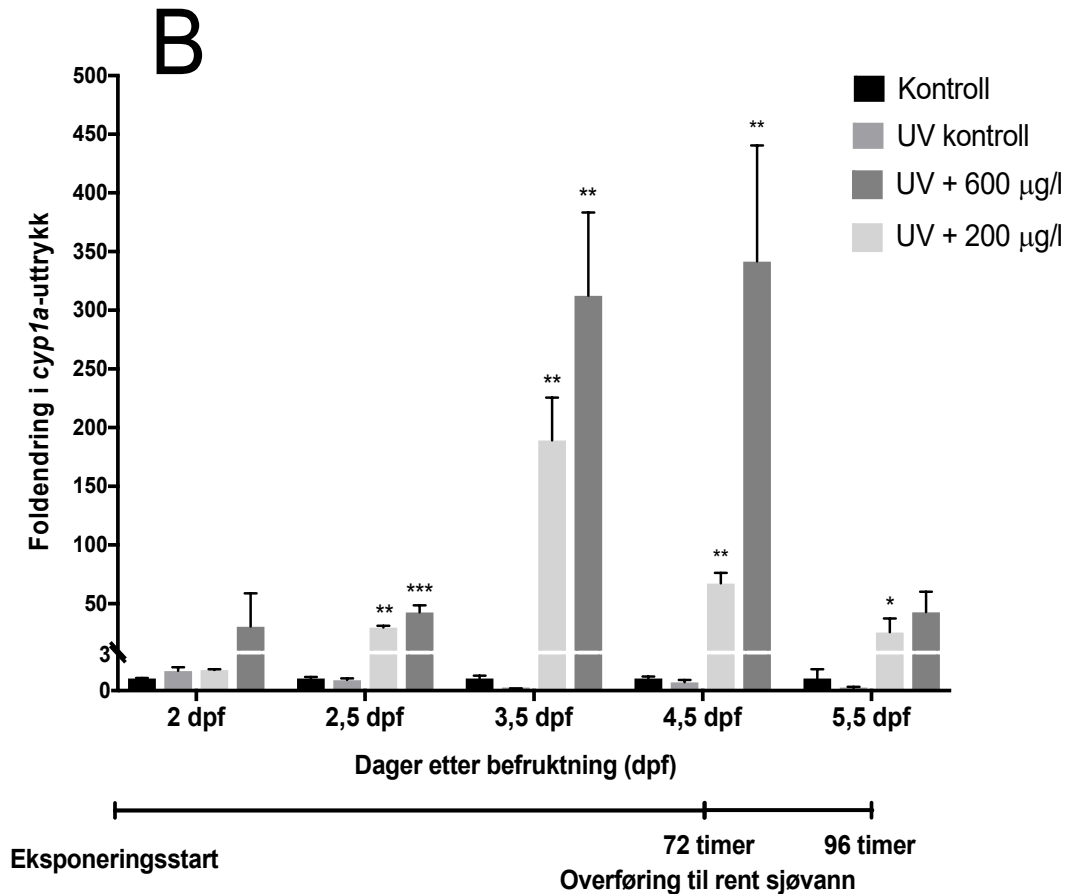 B
500
450
400
350
300
250
200
150
100
50
3
0
Foldendring i cyp1a-uttrykk
Kontroll
UV kontroll
UV + 600 µg/l
UV + 200 µg/l
**
**
**
**
**
***
*
2 dpf 2,5 dpf 3,5 dpf 4,5 dpf 5,5 dpf
Dager etter befruktning (dpf)
Eksponeringsstart
72 timer 96 timer
Overføring til rent sjøvann